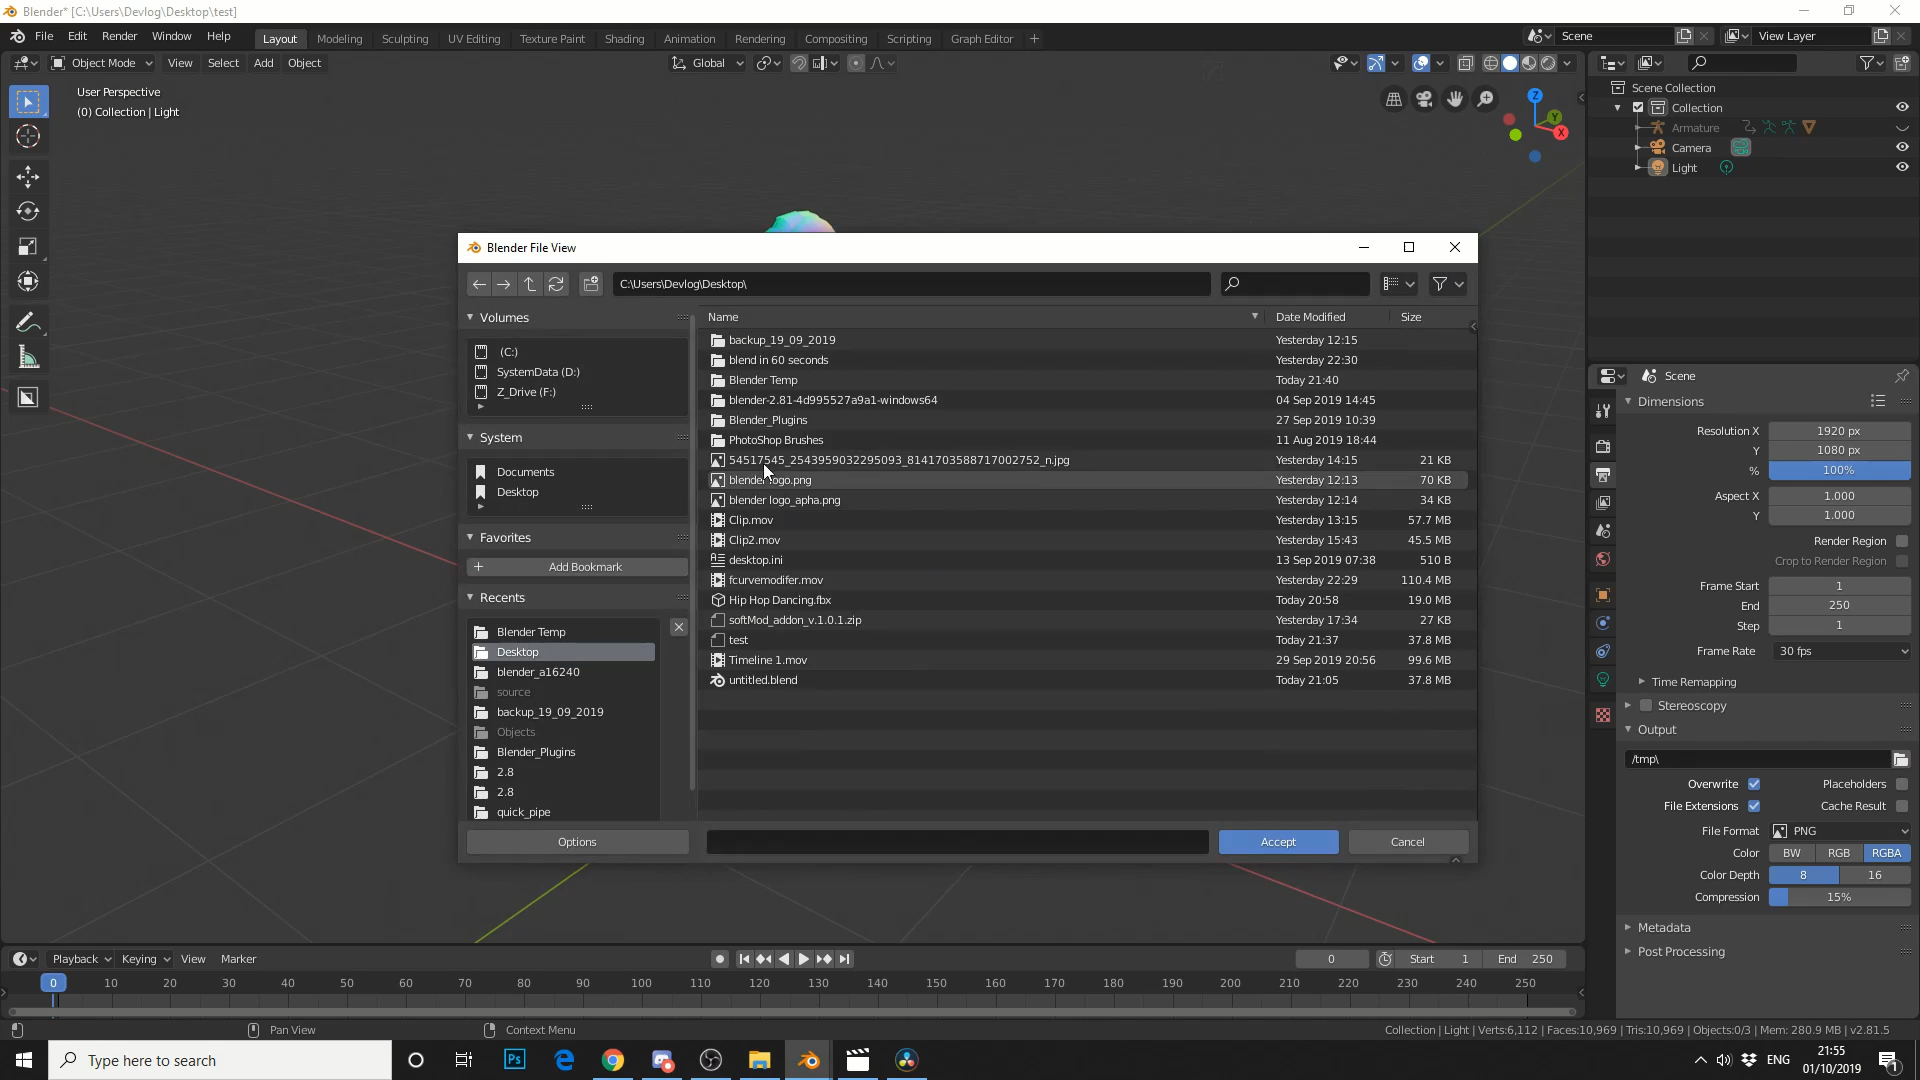 Blender* [C:\Users\Devlog\Desktop\test]
File Edit Render Window Help Layout Modeling Sculpting UV Editing Texture Paint Shading Animation Rendering Compositing Scripting Graph Editor + Scene View Layer
Object Mode View Select Add Object Global
User Perspective
(0) Collection | Light
Z
Y
X
Scene Collection
Collection
Armature
Camera
Light
Blender File View
C:\Users\Devlog\Desktop\
Volumes
(C:)
SystemData (D:)
Z_Drive (F:)
System
Documents
Desktop
Favorites
Add Bookmark
Recents
Blender Temp
Desktop
blender_a16240
source
backup_19_09_2019
Objects
Blender_Plugins
2.8
2.8
quick_pipe
Options
Name Date Modified Size
backup_19_09_2019 Yesterday 12:15
blend in 60 seconds Yesterday 22:30
Blender Temp Today 21:40
blender-2.81-4d995527a9a1-windows64 04 Sep 2019 14:45
Blender_Plugins 27 Sep 2019 10:39
PhotoShop Brushes 11 Aug 2019 18:44
54517545_2543959032295093_8141703588717002752_n.jpg Yesterday 14:15 21 KB
blender logo.png Yesterday 12:13 70 KB
blender logo_apha.png Yesterday 12:14 34 KB
Clip.mov Yesterday 13:15 57.7 MB
Clip2.mov Yesterday 15:43 45.5 MB
desktop.ini 13 Sep 2019 07:38 510 B
fcurvemodifer.mov Yesterday 22:29 110.4 MB
Hip Hop Dancing.fbx Today 20:58 19.0 MB
softMod_addon_v.1.0.1.zip Yesterday 17:34 27 KB
test Today 21:37 37.8 MB
Timeline 1.mov 29 Sep 2019 20:56 99.6 MB
untitled.blend Today 21:05 37.8 MB
Accept Cancel
Scene
Dimensions
Resolution X 1920 px
Y 1080 px
% 100%
Aspect X 1.000
Y 1.000
Render Region
Crop to Render Region
Frame Start 1
End 250
Step 1
Frame Rate 30 fps
Time Remapping
Stereoscopy
Output
/tmp\
Overwrite Placeholders
File Extensions Cache Result
File Format PNG
Color BW RGB RGBA
Color Depth 8 16
Compression 15%
Metadata
Post Processing
Playback Keying View Marker 0 Start 1 End 250
0 10 20 30 40 50 60 70 80 90 100 110 120 130 140 150 160 170 180 190 200 210 220 230 240 250
Pan View Context Menu Collection | Light | Verts:6,112 | Faces:10,969 | Tris:10,969 | Objects:0/3 | Mem: 280.9 MB | v2.81.5
Type here to search Ps ENG 21:55
01/10/2019 1